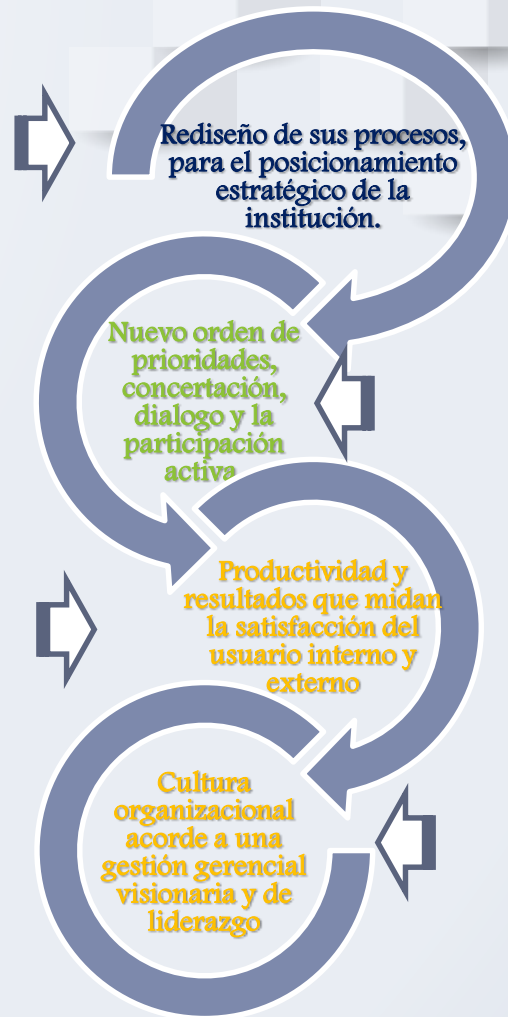 Rediseño de sus procesos,
para el posicionamiento
estratégico de la
institución.
Nuevo orden de
prioridades,
concertación,
dialogo y la
participación
activa
Productividad y
resultados que midan
la satisfacción del
usuario interno y
externo
Cultura
organizacional
acorde a una
gestión gerencial
visionaria y de
liderazgo